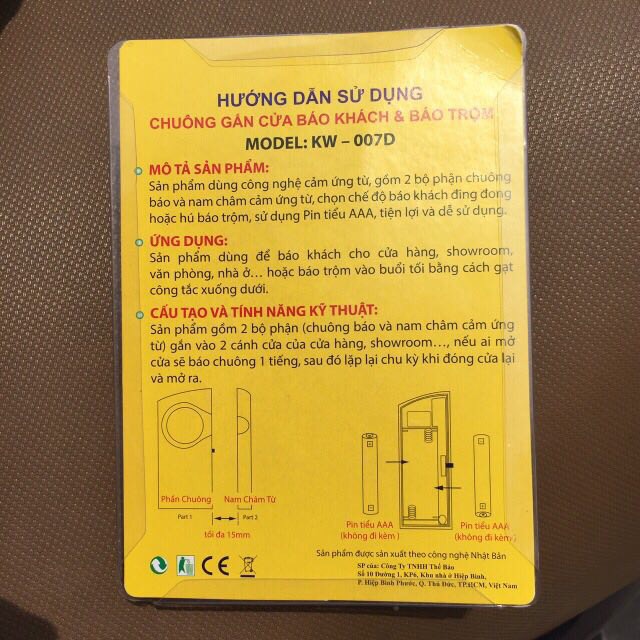 HƯỚNG DẪN SỬ DỤNG
CHUÔNG GẮN CỬA BÁO KHÁCH & BÁO TRỘM
MODEL: KW – 007D
MÔ TẢ SẢN PHẨM:
Sản phẩm dùng công nghệ cảm ứng từ, gồm 2 bộ phận chuông
báo và nam châm cảm ứng từ, chọn chế độ báo khách đing đong
hoặc hú báo trộm, sử dụng Pin tiểu AAA, tiện lợi và dễ sử dụng.
ỨNG DỤNG:
Sản phẩm dùng để báo khách cho cửa hàng, showroom,
văn phòng, nhà ở... hoặc báo trộm vào buổi tối bằng cách gạt
công tắc xuống dưới.
CẤU TẠO VÀ TÍNH NĂNG KỸ THUẬT:
Sản phẩm gồm 2 bộ phận (chuông báo và nam châm cảm ứng
từ) gắn vào 2 cánh cửa của cửa hàng, showroom..., nếu ai mở
cửa sẽ báo chuông 1 tiếng, sau đó lặp lại chu kỳ khi đóng cửa lại
và mở ra.
Phần Chuông Nam Châm Từ
Part 1 Part 2
tối đa 15mm
Pin tiểu AAA Pin tiểu AAA
(không đi kèm) (không đi kèm)
Sản phẩm được sản xuất theo công nghệ Nhật Bản
CE
SP của: Công Ty TNHH Thế Bảo
Số 10 Đường 1, KP6, Khu nhà ở Hiệp Bình,
P. Hiệp Bình Phước, Q. Thủ Đức, TP.HCM, Việt Nam